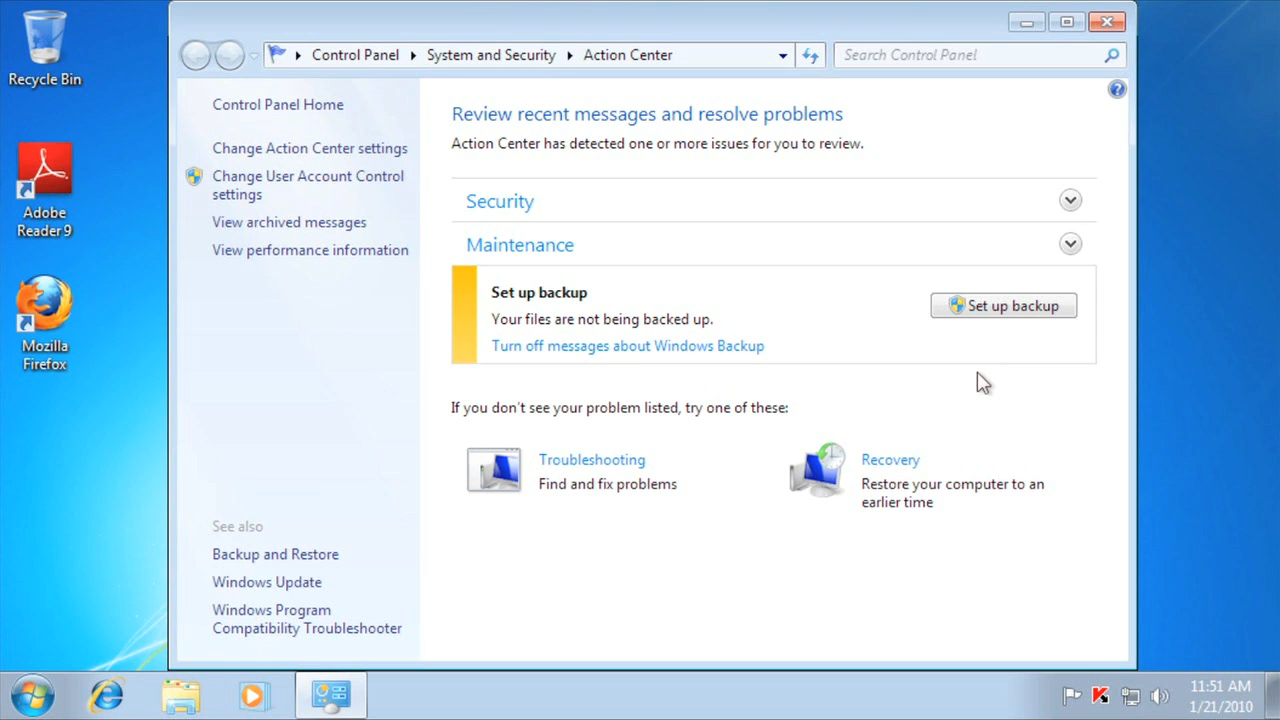 Recycle Bin
Adobe
Reader 9
Mozilla
Firefox
Control Panel
System and Security
Action Center
Search Control Panel
Control Panel Home
Change Action Center settings
Change User Account Control
settings
View archived messages
View performance information
See also
Backup and Restore
Windows Update
Windows Program
Compatibility Troubleshooter
Review recent messages and resolve problems
Action Center has detected one or more issues for you to review.
Security
Maintenance
Set up backup
Your files are not being backed up.
Turn off messages about Windows Backup
Set up backup
If you don't see your problem listed, try one of these:
Troubleshooting
Find and fix problems
Recovery
Restore your computer to an
earlier time
11:51 AM
1/21/2010